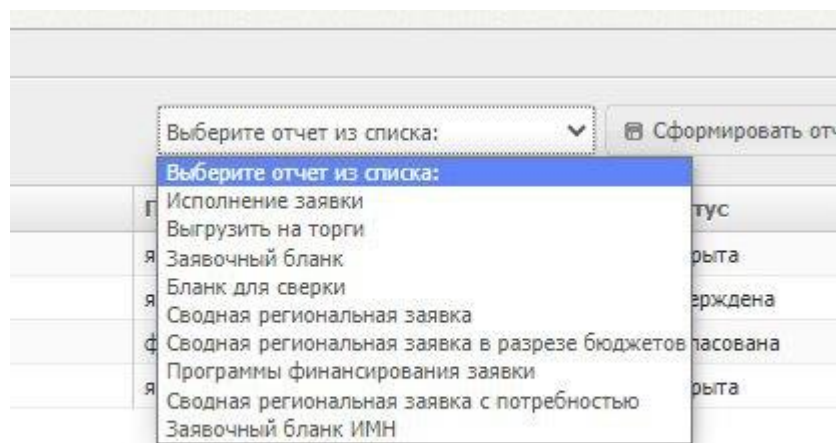 Выберите отчет из списка:
Сформировать отч
Выберите отчет из списка:
Исполнение заявки
Выгрузить на торги
Заявочный бланк
Бланк для сверки
Сводная региональная заявка
Сводная региональная заявка в разрезе бюджетов
Программы финансирования заявки
Сводная региональная заявка с потребностью
Заявочный бланк ИМН
тус
рыта
ерждена
ласована
рыта